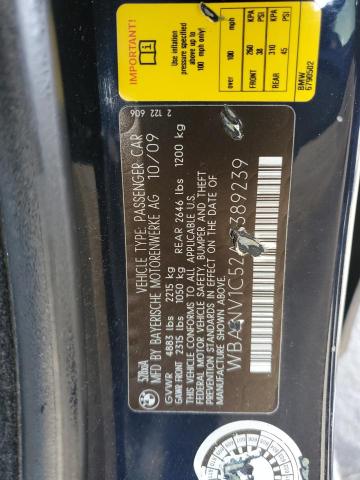 Use inflation
pressure specified
above up to
100 mph only!
over
100
mph
FRONT
260
KPA
38
PSI
REAR
310
KPA
45
PSI
BMW
6790502
2 122 606
VEHICLE TYPE: PASSENGER CAR
MFD BY BAYERISCHE MOTORENWERKE AG 10/09
528xiA
GVWR 4883 lbs 2215 kg
GAWR FRONT 2315 lbs 1050 kg REAR 2646 lbs 1200 kg
THIS VEHICLE CONFORMS TO ALL APPLICABLE U.S.
FEDERAL MOTOR VEHICLE SAFETY, BUMPER AND THEFT
PREVENTION STANDARDS IN EFFECT ON THE DATE OF
MANUFACTURE SHOWN ABOVE.
389239